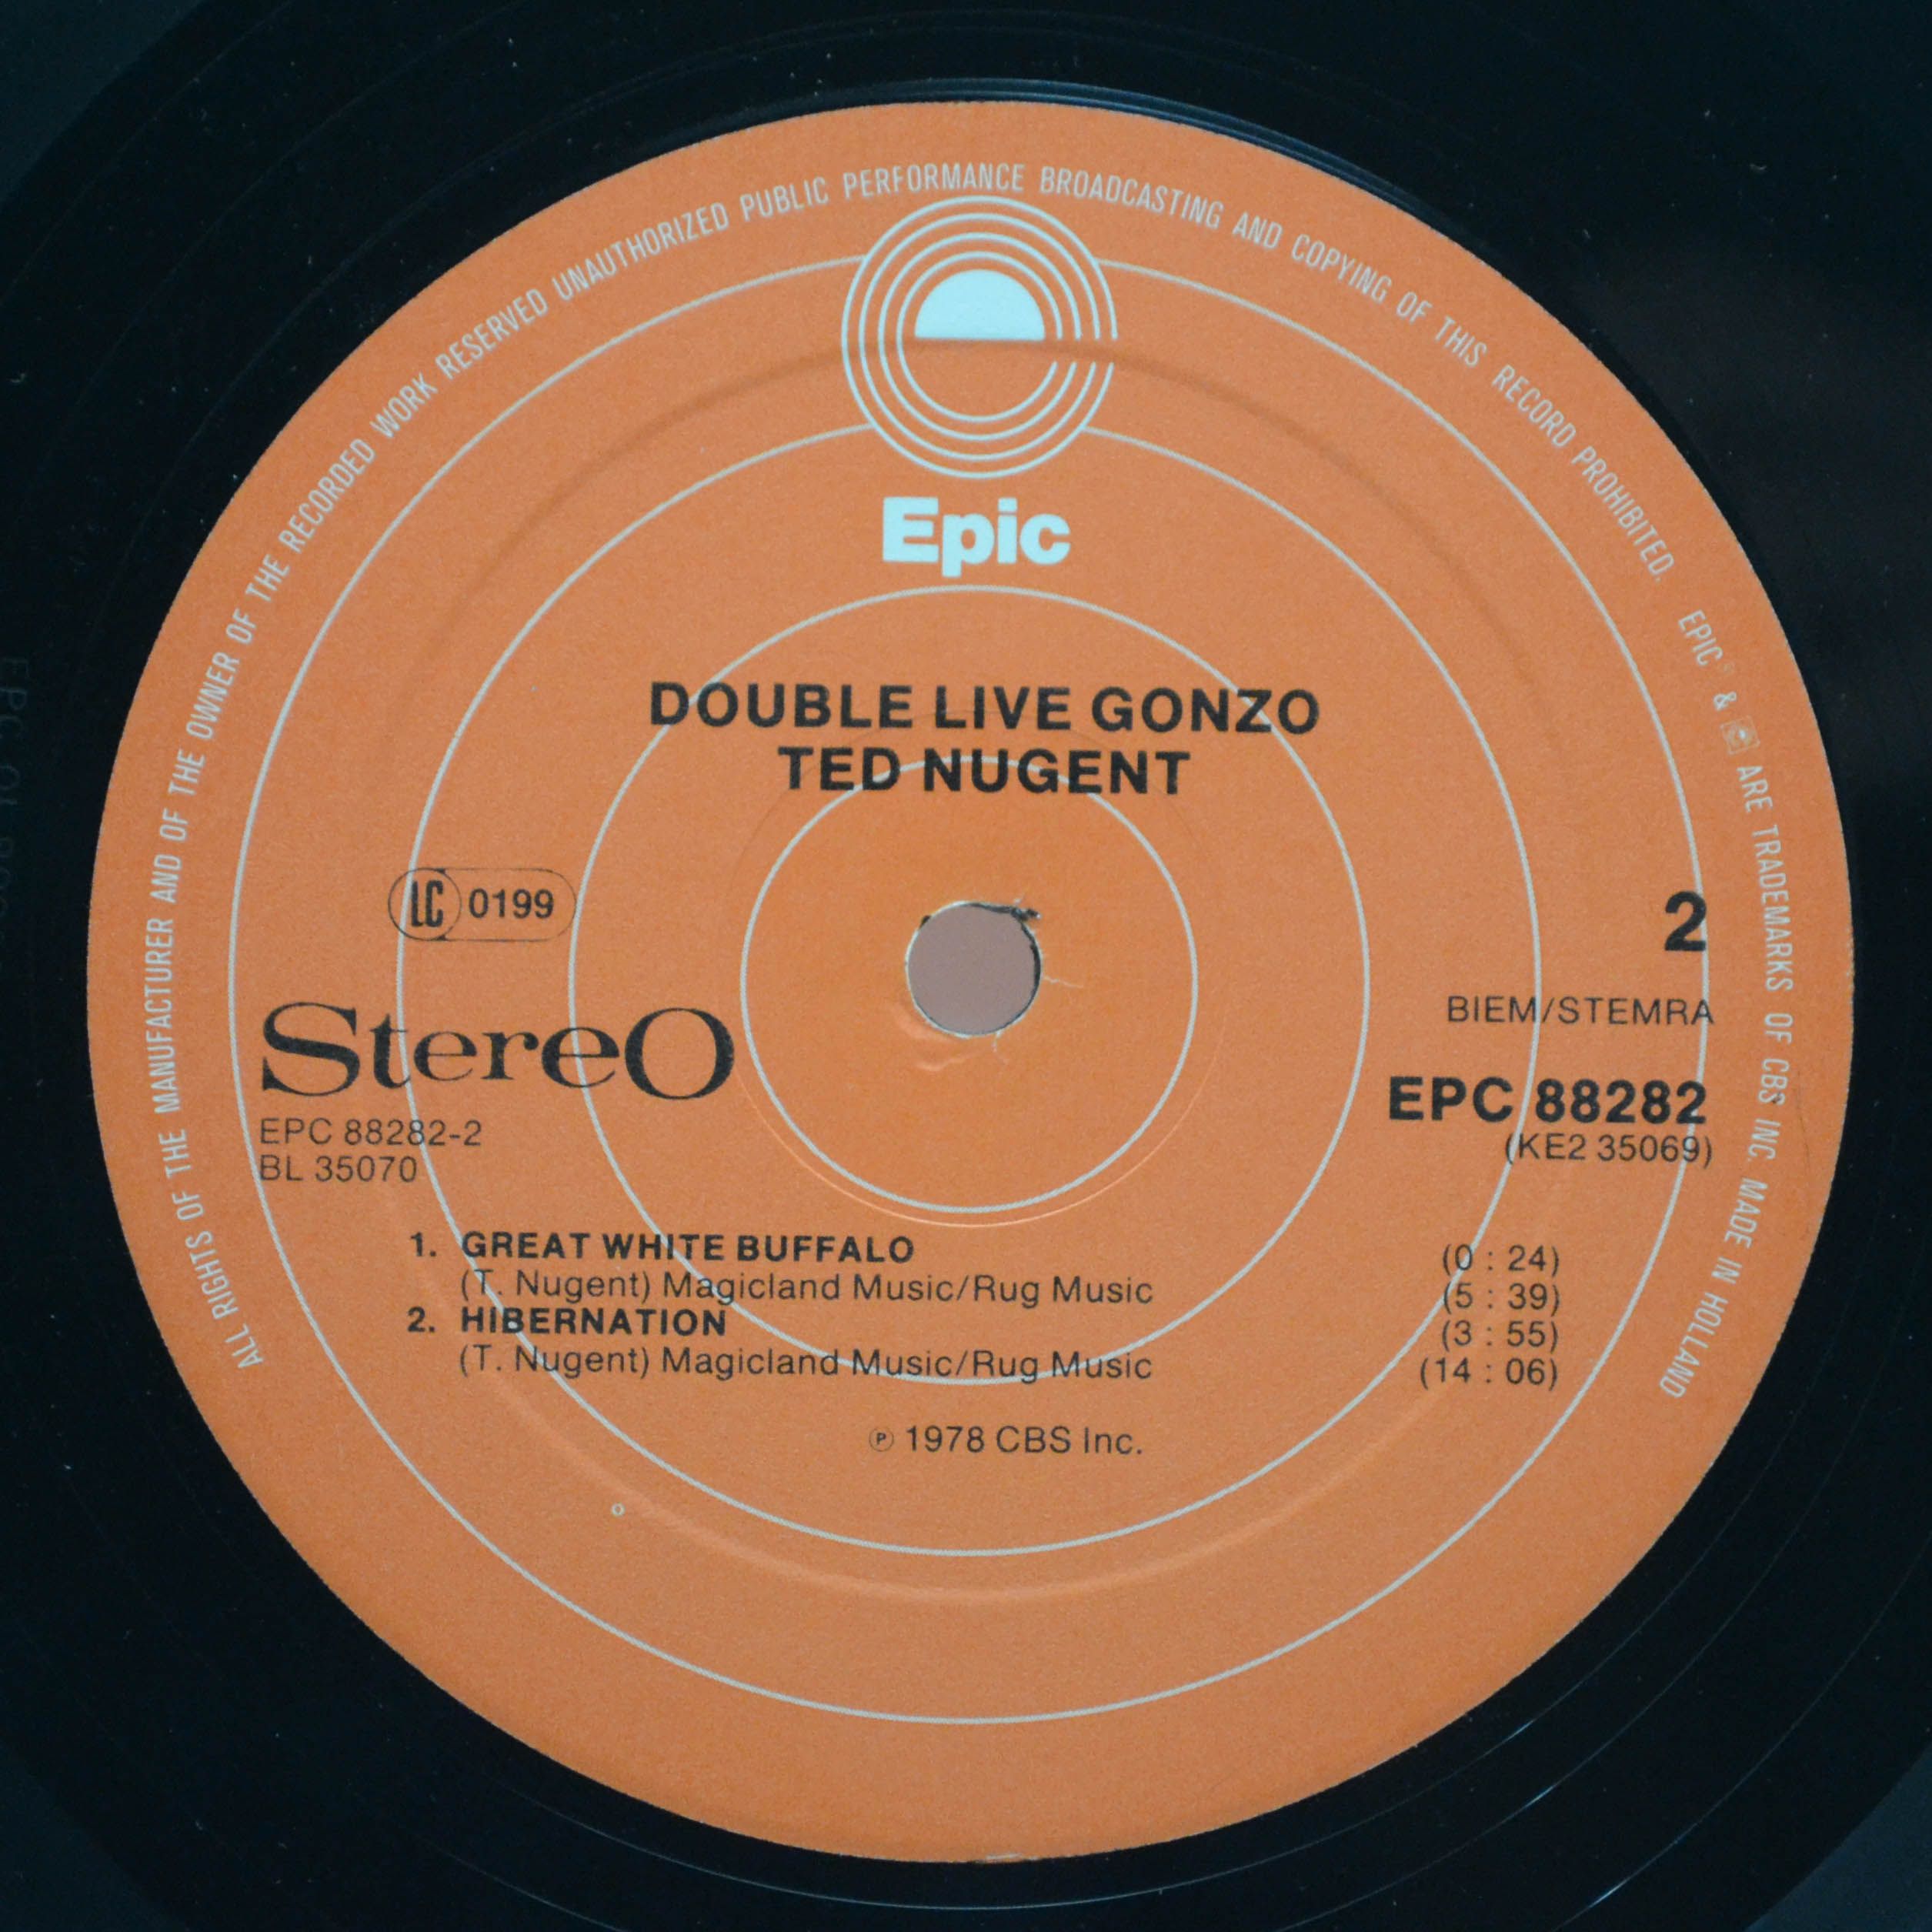 ALL RIGHTS OF THE MANUFACTURER AND OF THE OWNER OF THE RECORDED WORK RESERVED UNAUTHORIZED PUBLIC PERFORMANCE BROADCASTING AND COPYING OF THIS RECORD PROHIBITED. EPIC & ARE TRADEMARKS OF CBS INC. MADE IN HOLLAND
Epic
DOUBLE LIVE GONZO
TED NUGENT
LC 0199
2
BIEM/STEMRA
Stereo
EPC 88282
EPC 88282-2
(KE2 35069)
BL 35070
1. GREAT WHITE BUFFALO (0 : 24)
(T. Nugent) Magicland Music/Rug Music (5 : 39)
2. HIBERNATION (3 : 55)
(T. Nugent) Magicland Music/Rug Music (14 : 06)
℗ 1978 CBS Inc.